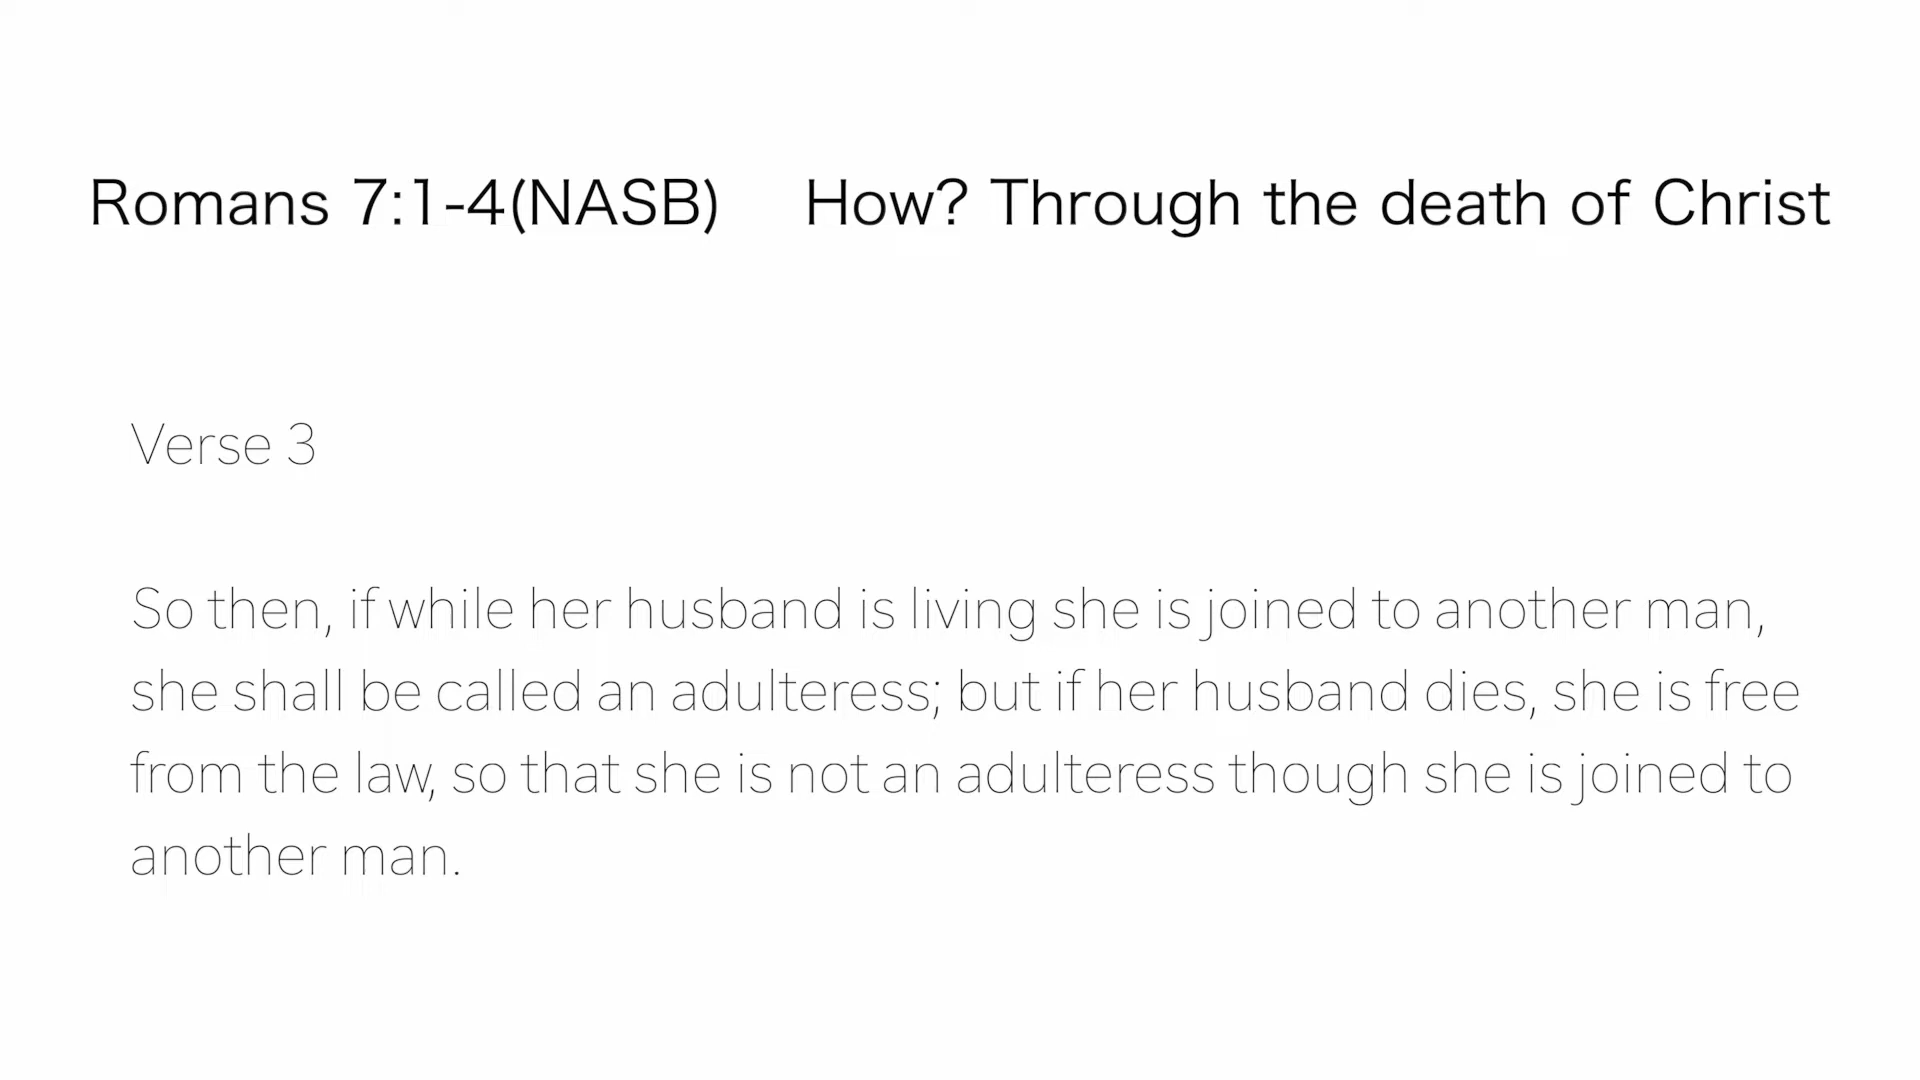 Romans 7:1-4(NASB) How? Through the death of Christ
Verse 3
So then, if while her husband is living she is joined to another man,
she shall be called an adulteress; but if her husband dies, she is free
from the law, so that she is not an adulteress though she is joined to
another man.